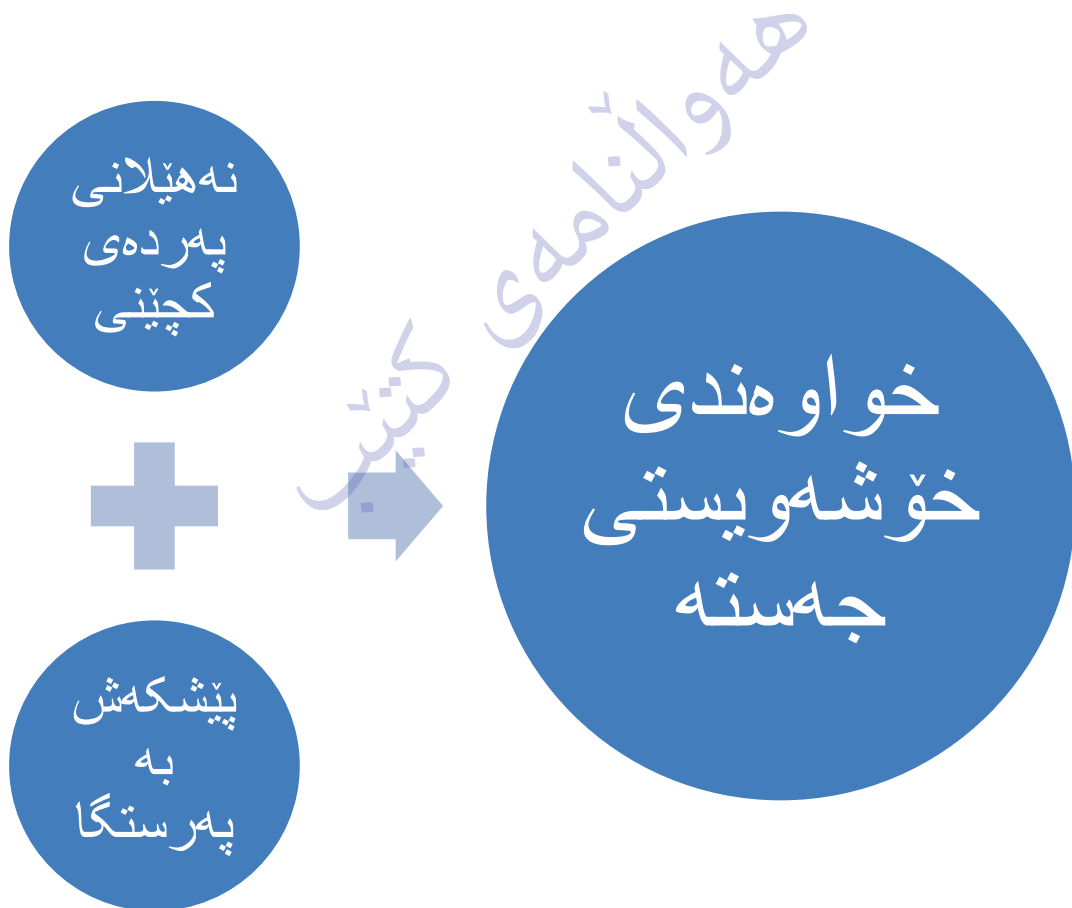 نەهێلانی
پەردەی
کچێنی
پێشکەش
بە
پەرستگا
خواوەندی
خۆشەویستی
جەستە
هەواڵنامەی کتێب